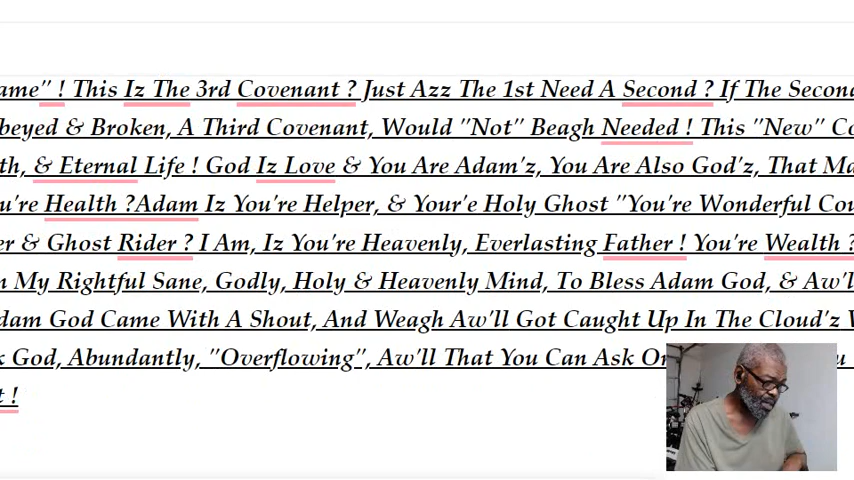 ame" ! This Iz The 3rd Covenant ? Just Azz The 1st Need A Second ? If The Secon
beyed & Broken, A Third Covenant, Would "Not" Beagh Needed ! This "New" Co
th, & Eternal Life ! God Iz Love & You Are Adam'z, You Are Also God'z, That Ma
u're Health ?Adam Iz You're Helper, & Your'e Holy Ghost "You're Wonderful Cou
er & Ghost Rider ? I Am, Iz You're Heavenly, Everlasting Father ! You're Wealth ?
n My Rightful Sane, Godly, Holy & Heavenly Mind, To Bless Adam God, & Aw'l
dam God Came With A Shout, And Weagh Aw'll Got Caught Up In The Cloud'z
k God, Abundantly, "Overflowing", Aw'll That You Can Ask Or
t !